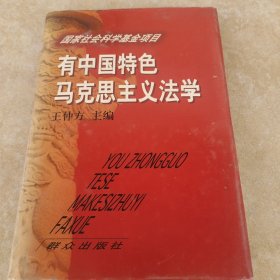 国家社会科学基金项目
有中国特色
马克思主义法学
王仲方 主编
YOU ZHONGGUO
TESE
MAKESIZHUYI
FAXUE
群众出版社